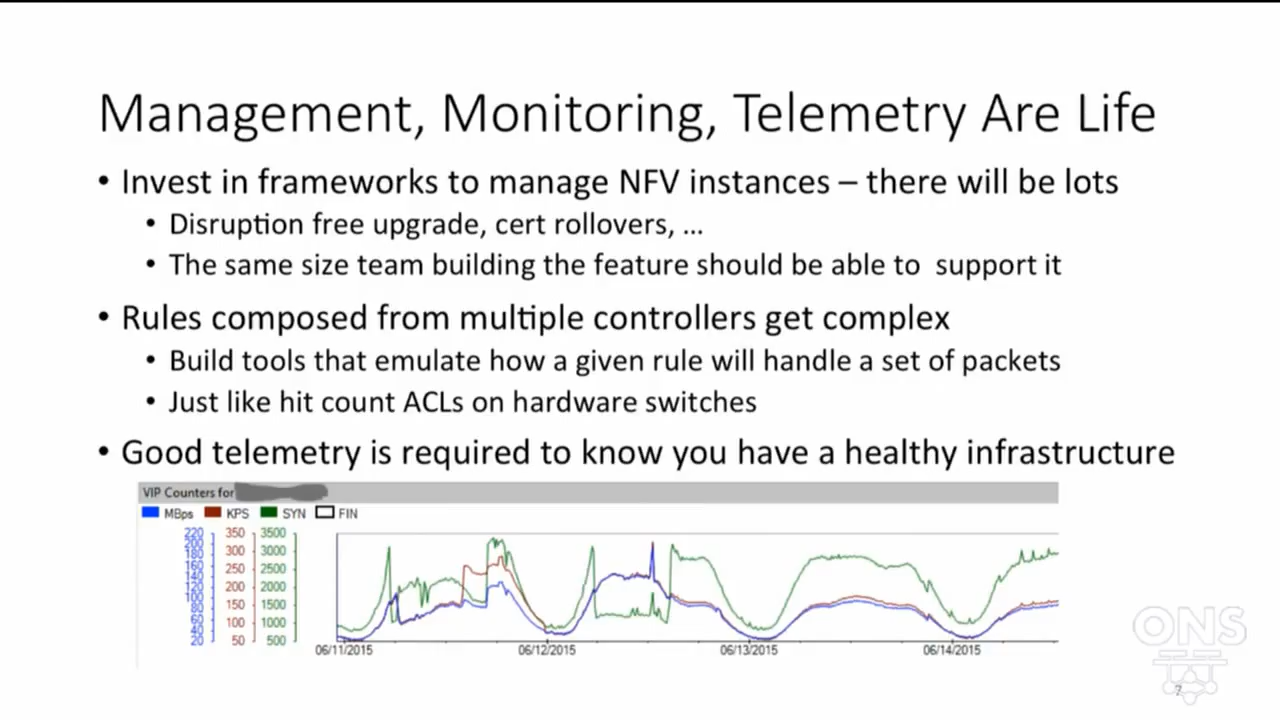 Management, Monitoring, Telemetry Are Life
• Invest in frameworks to manage NFV instances – there will be lots
• Disruption free upgrade, cert rollovers, ...
• The same size team building the feature should be able to  support it
• Rules composed from multiple controllers get complex
• Build tools that emulate how a given rule will handle a set of packets
• Just like hit count ACLs on hardware switches
• Good telemetry is required to know you have a healthy infrastructure
VIP Counters for
MBps KPS SYN FIN
220 350 3500
200
180 300 3000
160
140 250 2500
120 200 2000
100
80 150 1500
60 100 1000
40
20 50 500
06/11/2015 06/12/2015 06/13/2015 06/14/2015
ONS
7